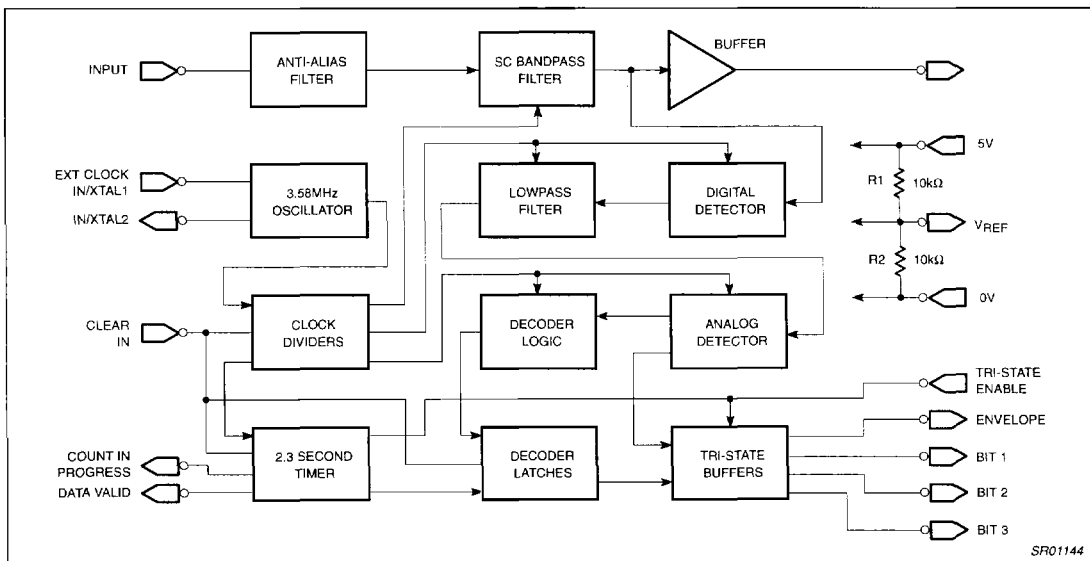 INPUT
ANTI-ALIAS
FILTER
SC BANDPASS
FILTER
BUFFER
EXT CLOCK
IN/XTAL1
IN/XTAL2
3.58MHz
OSCILLATOR
LOWPASS
FILTER
DIGITAL
DETECTOR
5V
R1
10kΩ
VREF
R2
10kΩ
0V
CLEAR
IN
CLOCK
DIVIDERS
DECODER
LOGIC
ANALOG
DETECTOR
TRI-STATE
ENABLE
ENVELOPE
COUNT IN
PROGRESS
DATA VALID
2.3 SECOND
TIMER
DECODER
LATCHES
TRI-STATE
BUFFERS
BIT 1
BIT 2
BIT 3
SR01144